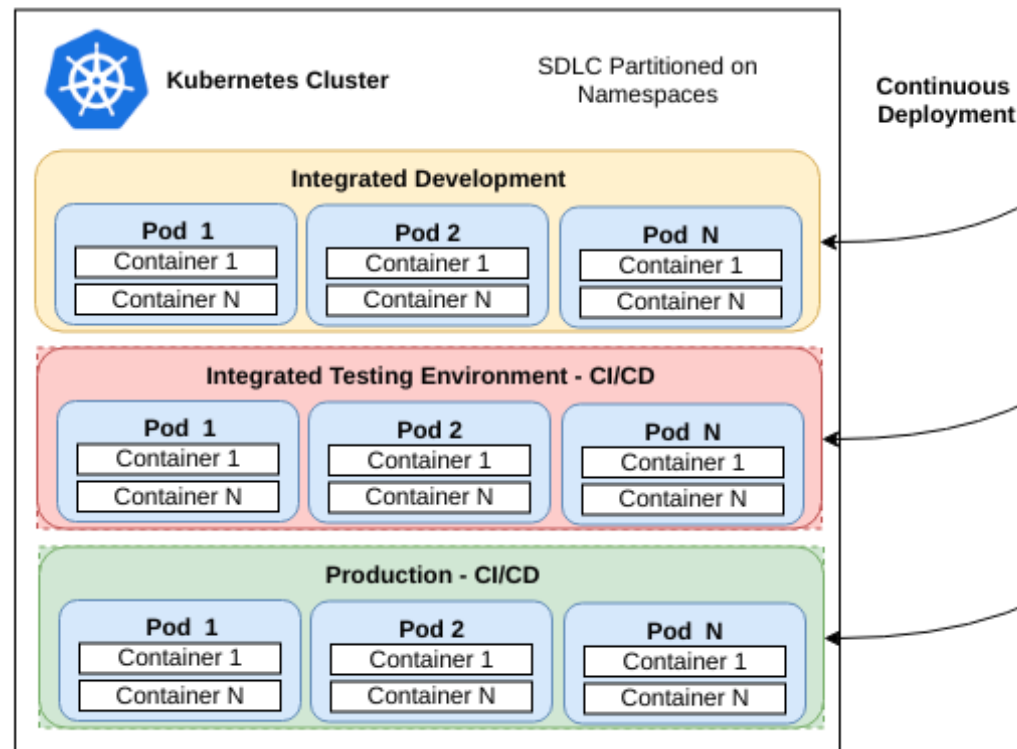 Kubernetes Cluster
SDLC Partitioned on
Namespaces
Continuous
Deployment
Integrated Development
Pod 1
Container 1
Container N
Pod 2
Container 1
Container N
Pod N
Container 1
Container N
Integrated Testing Environment - CI/CD
Pod 1
Container 1
Container N
Pod 2
Container 1
Container N
Pod N
Container 1
Container N
Production - CI/CD
Pod 1
Container 1
Container N
Pod 2
Container 1
Container N
Pod N
Container 1
Container N